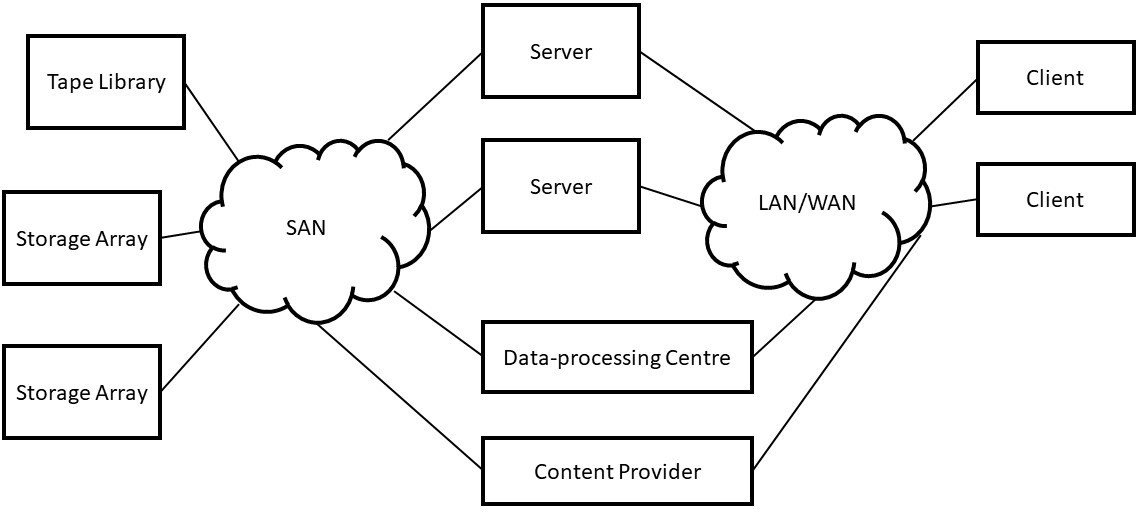 Tape Library
Storage Array
Storage Array
SAN
Server
Server
Data-processing Centre
Content Provider
LAN/WAN
Client
Client